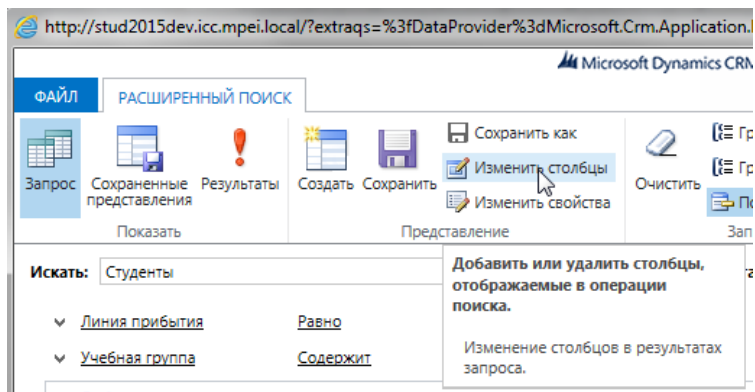 http://stud2015dev.icc.mpei.local/?extraqs=%3fDataProvider%3dMicrosoft.Crm.Application.
Microsoft Dynamics CRM
ФАЙЛ РАСШИРЕННЫЙ ПОИСК
Запрос
Сохраненные представления
Результаты
Создать
Сохранить
Сохранить как
Изменить столбцы
Изменить свойства
Очистить
Показать
Представление
Искать: Студенты
Линия прибытия Равно
Учебная группа Содержит
Добавить или удалить столбцы,
отображаемые в операции
поиска.
Изменение столбцов в результатах
запроса.